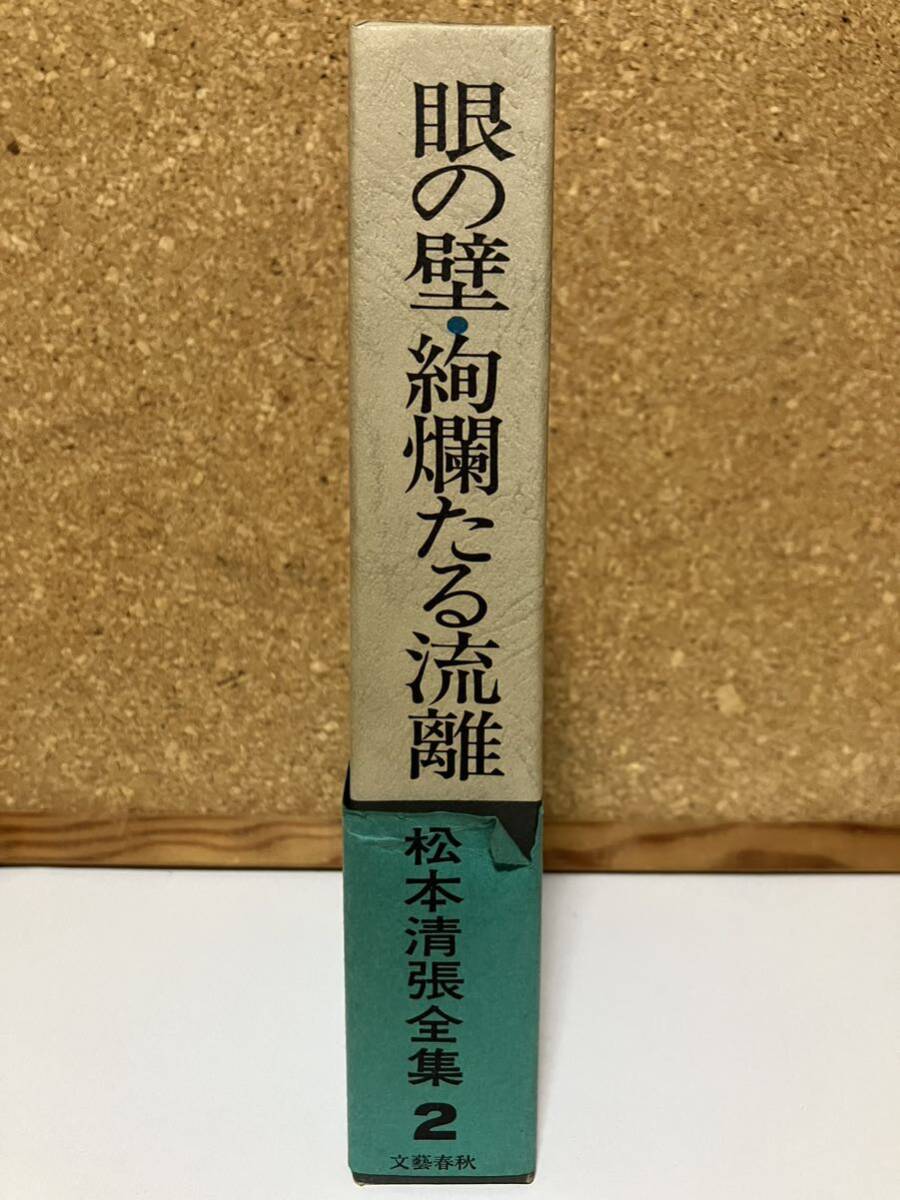 眼の壁・絢爛たる流離
松本清張全集2
文藝春秋